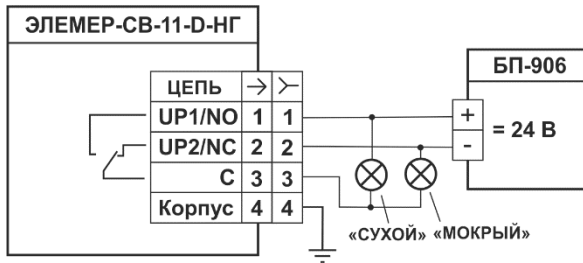 ЭЛЕМЕР-СВ-11-D-НГ
БП-906
ЦЕПЬ
UP1/NO 1 1
+
= 24 В
UP2/NC 2 2
-
C 3 3
Корпус 4 4
«СУХОЙ» «МОКРЫЙ»